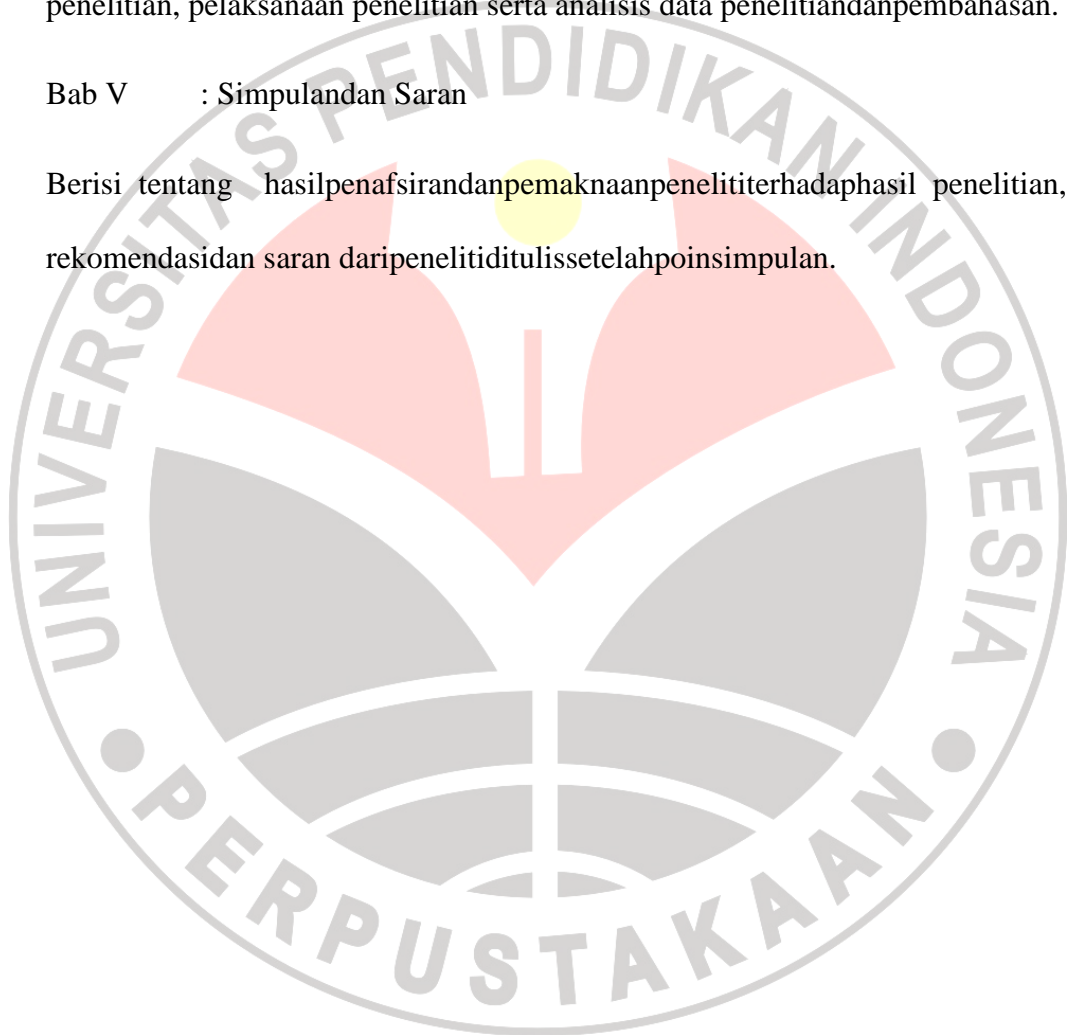 penelitian, pelaksanaan penelitian serta analisis data penelitiandanpembahasan.
Bab V : Simpulandan Saran
Berisi tentang hasilpenafsirandanpemaknaanpenelititerhadaphasil penelitian,
rekomendasidan saran daripenelitiditulissetelahpoinsimpulan.
UNIVERSITAS PENDIDIKAN INDONESIA
PERPUSTAKAAN